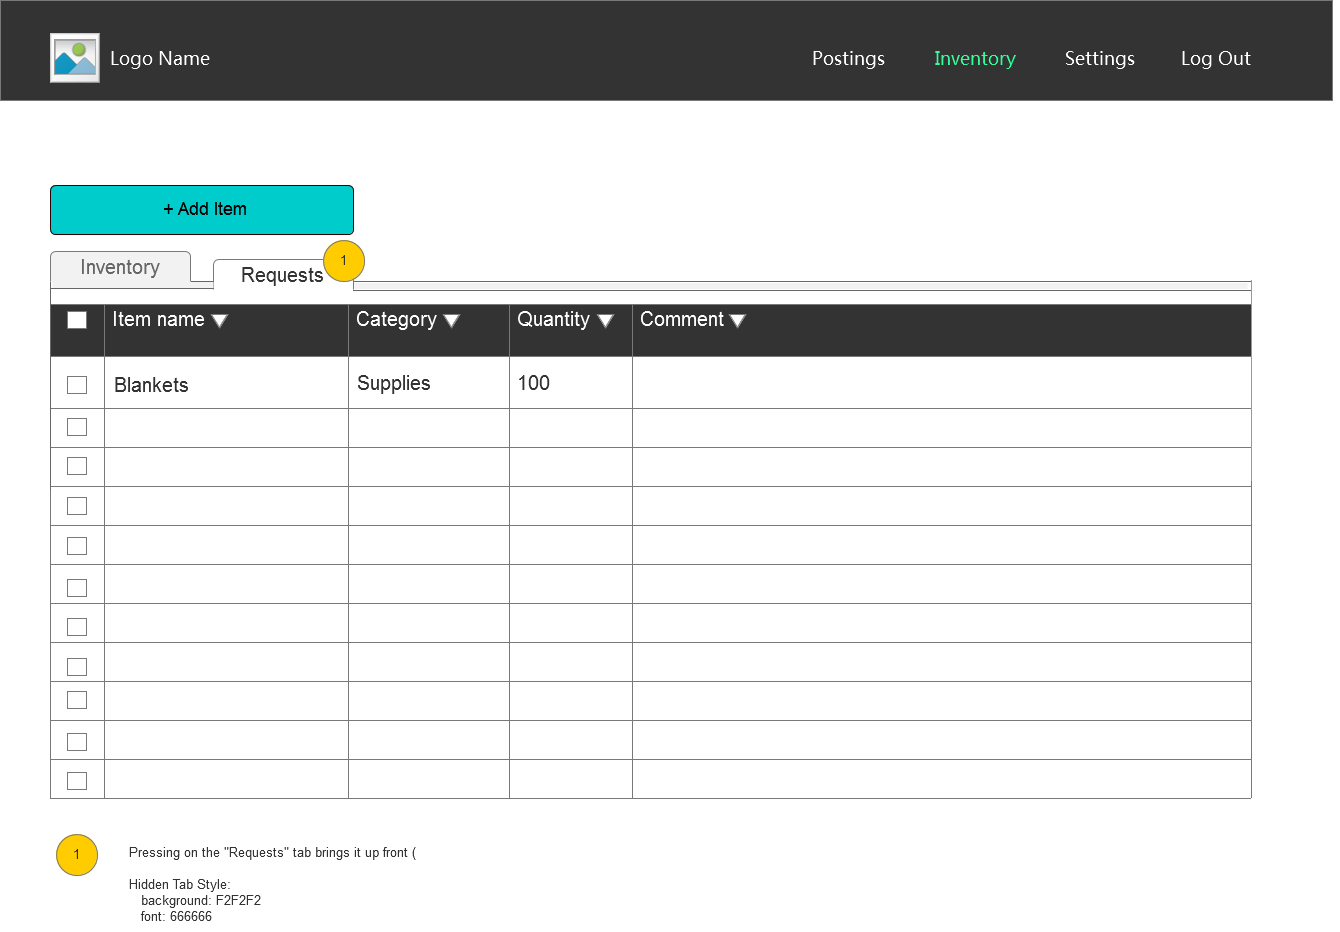 Logo Name
Postings Inventory Settings Log Out
+ Add Item
Inventory
Requests
1
Item name Category Quantity Comment
Blankets Supplies 100
1
Pressing on the "Requests" tab brings it up front (
Hidden Tab Style:
background: F2F2F2
font: 666666